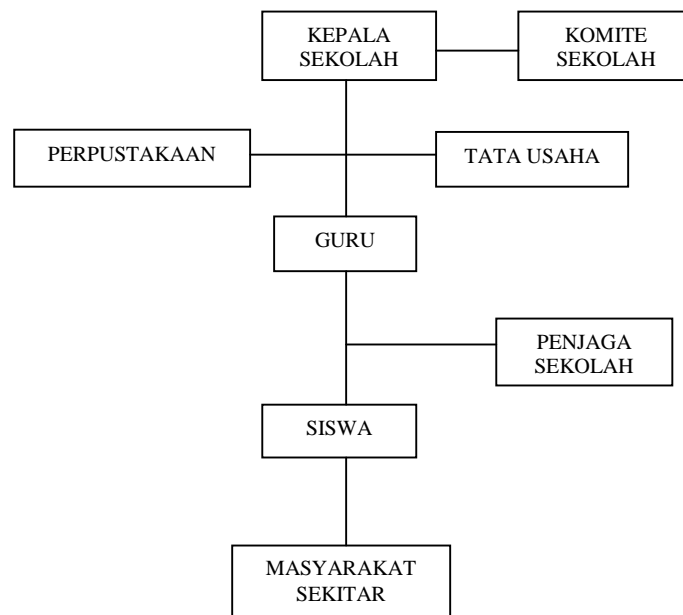 KEPALA
SEKOLAH
KOMITE
SEKOLAH
PERPUSTAKAAN
TATA USAHA
GURU
PENJAGA
SEKOLAH
SISWA
MASYARAKAT
SEKITAR